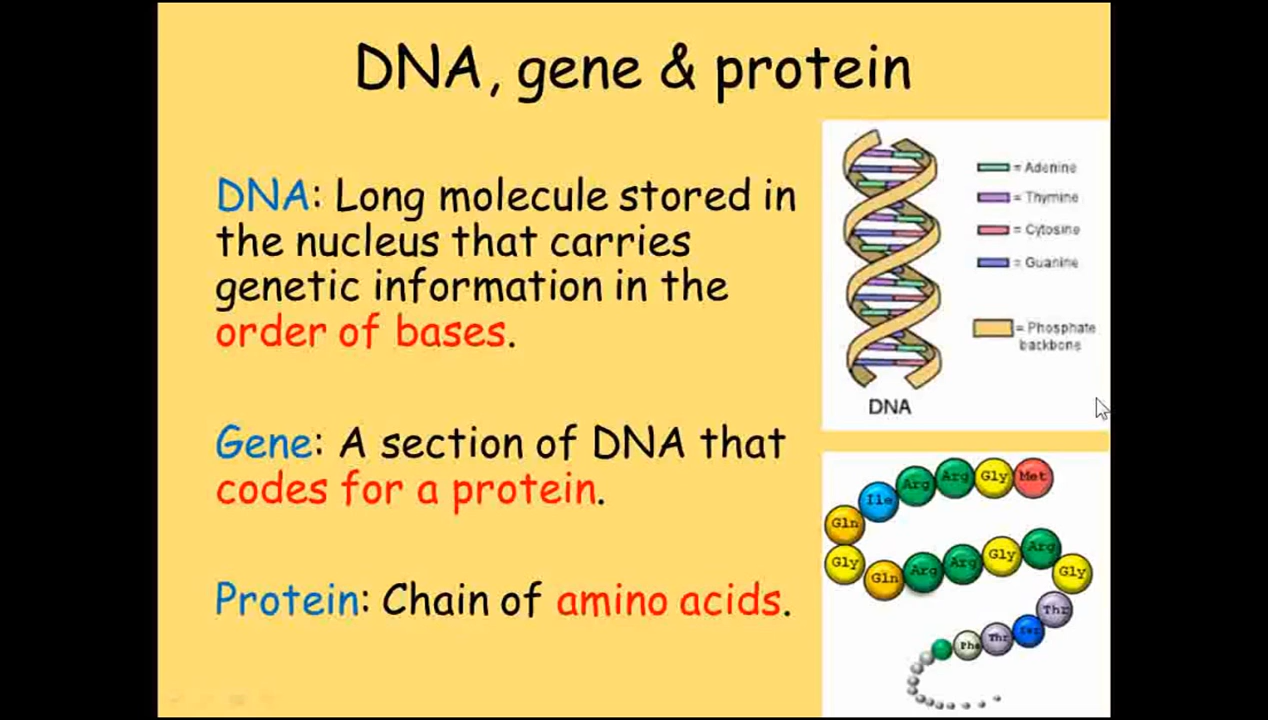 DNA, gene & protein
DNA: Long molecule stored in
the nucleus that carries
genetic information in the
order of bases.
Gene: A section of DNA that
codes for a protein.
Protein: Chain of amino acids.
= Adenine
= Thymine
= Cytosine
= Guanine
= Phosphate
backbone
DNA
Ile Arg Arg Gly Met
Gln
Gly Gln Arg Arg Gly Arg Gly
Thr
Phe Thr